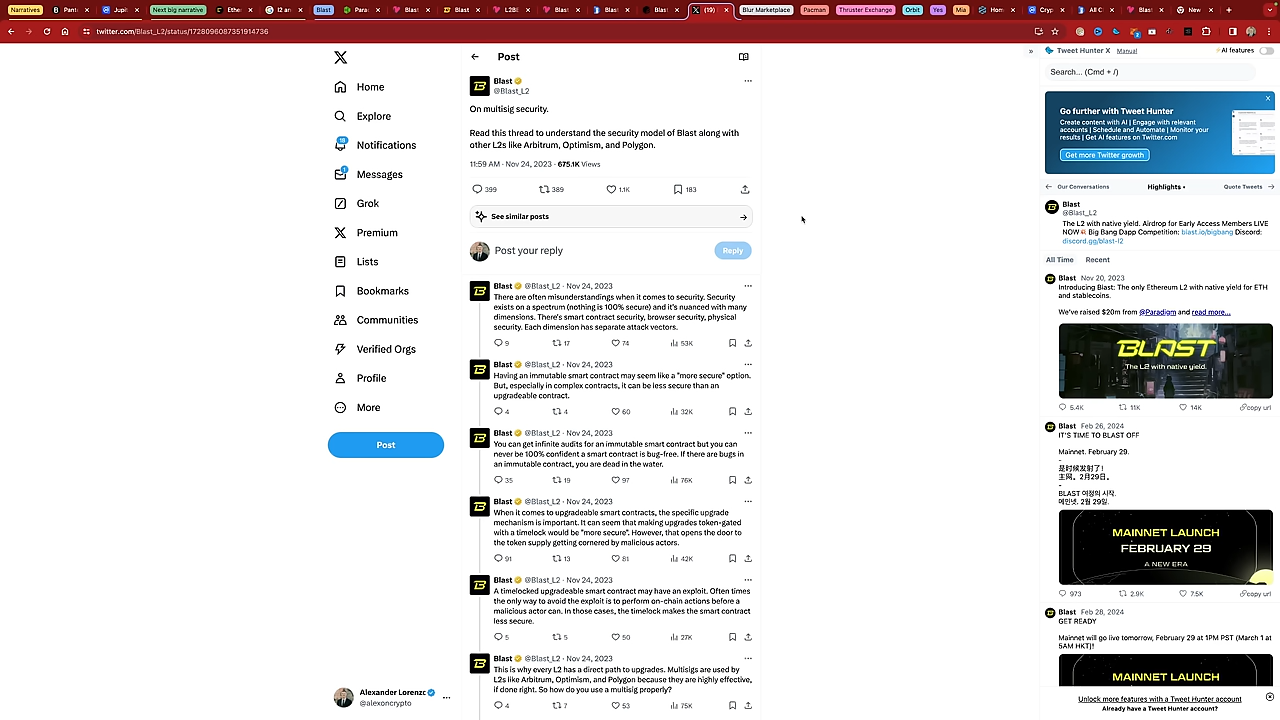 Narratives
Pant
Jupit
Next big narrative
Ethe
l2 ar
Blast
Para
Blast
Blast
L2BE
Blast
Blast
Blast
(19)
Blur Marketplace
Pacman
Thruster Exchange
Orbit
Yes
Mia
Hom
Cryp
All C
Blast
New
twitter.com/Blast_L2/status/1728096087351914736
Home
Explore
18
Notifications
1
Messages
Grok
Premium
Lists
Bookmarks
Communities
Verified Orgs
Profile
More
Post
Alexander Lorenzo
@alexoncrypto
Post
Blast
@Blast_L2
On multisig security.
Read this thread to understand the security model of Blast along with
other L2s like Arbitrum, Optimism, and Polygon.
11:59 AM · Nov 24, 2023 · 675.1K Views
399 389 1.1K 183
See similar posts
Post your reply
Reply
Blast @Blast_L2 · Nov 24, 2023
There are often misunderstandings when it comes to security. Security
exists on a spectrum (nothing is 100% secure) and it's nuanced with many
dimensions. There's smart contract security, browser security, physical
security. Each dimension has separate attack vectors.
9 17 74 53K
Blast @Blast_L2 · Nov 24, 2023
Having an immutable smart contract may seem like a "more secure" option.
But, especially in complex contracts, it can be less secure than an
upgradeable contract.
4 4 60 32K
Blast @Blast_L2 · Nov 24, 2023
You can get infinite audits for an immutable smart contract but you can
never be 100% confident a smart contract is bug-free. If there are bugs in
an immutable contract, you are dead in the water.
35 19 97 76K
Blast @Blast_L2 · Nov 24, 2023
When it comes to upgradeable smart contracts, the specific upgrade
mechanism is important. It can seem that making upgrades token-gated
with a timelock would be "more secure". However, that opens the door to
the token supply getting cornered by malicious actors.
91 13 81 42K
Blast @Blast_L2 · Nov 24, 2023
A timelocked upgradeable smart contract may have an exploit. Often times
the only way to avoid the exploit is to perform on-chain actions before a
malicious actor can. In those cases, the timelock makes the smart contract
less secure.
5 5 50 27K
Blast @Blast_L2 · Nov 24, 2023
This is why every L2 has a direct path to upgrades. Multisigs are used by
L2s like Arbitrum, Optimism, and Polygon because they are highly effective,
if done right. So how do you use a multisig properly?
4 7 53 75K
Tweet Hunter X Manual
AI features
Search... (Cmd + /)
Go further with Tweet Hunter
Create content with AI | Engage with relevant
accounts | Schedule and Automate | Monitor your
results | Get AI features on Twitter.com
Get more Twitter growth
Our Conversations Highlights • Quote Tweets
Blast
@Blast_L2
The L2 with native yield. Airdrop for Early Access Members LIVE
NOW Big Bang Dapp Competition: blast.io/bigbang Discord:
discord.gg/blast-l2
All Time Recent
Blast Nov 20, 2023
Introducing Blast: The only Ethereum L2 with native yield for ETH
and stablecoins.
We've raised $20m from @Paradigm and read more...
BLAST
The L2 with native yield.
5.4K 11K 14K copy url
Blast Feb 26, 2024
IT'S TIME TO BLAST OFF
Mainnet. February 29.
-
是时候发射了!
主网。2月29日。
-
BLAST 여정의 시작.
메인넷. 2월 29일.
MAINNET LAUNCH
FEBRUARY 29
A NEW ERA
973 2.9K 7.5K copy url
Blast Feb 28, 2024
GET READY
Mainnet will go live tomorrow, February 29 at 1PM PST (March 1 at
5AM HKT)!
MAINNET LAUNCH
Unlock more features with a Tweet Hunter account
Already have a Tweet Hunter account?